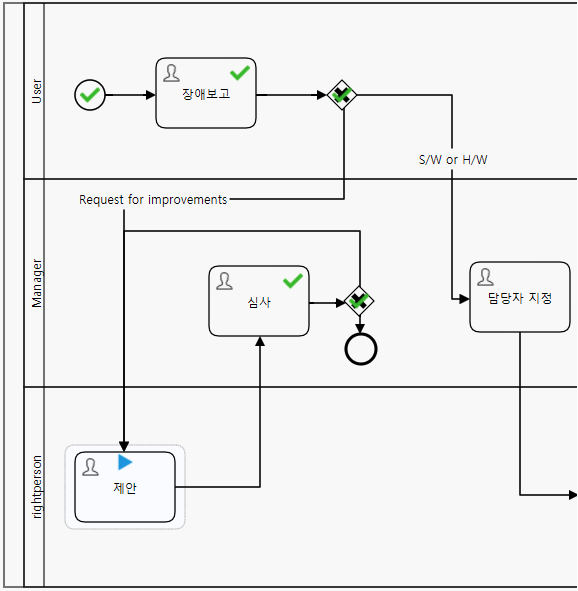 User
장애보고
S/W or H/W
Request for improvements
Manager
심사
담당자 지정
rightperson
제안